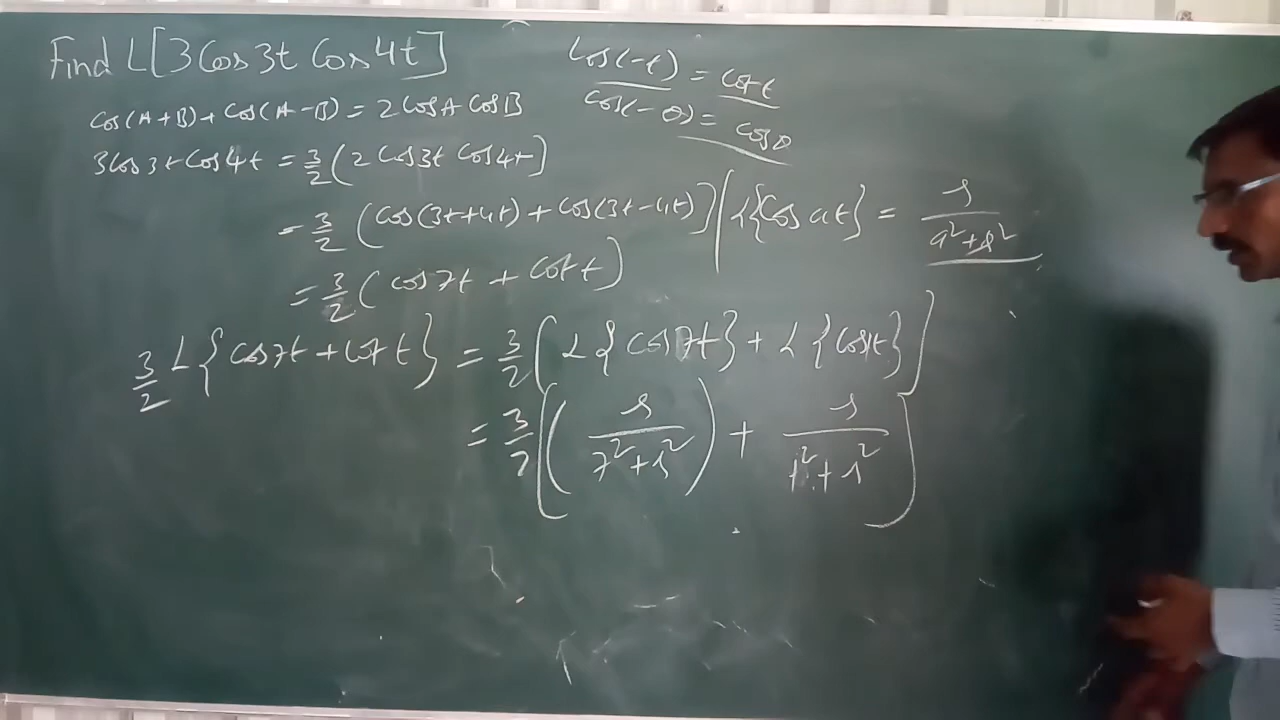 Find L[3 Cos 3t Cos 4t]
Cos(-t) = Cos t
Cos(A+B) + Cos(A-B) = 2 Cos A Cos B
Cos(-θ) = Cos θ
3 Cos 3t Cos 4t = 3/2 (2 Cos 3t Cos 4t]
= 3/2 (Cos(3t+4t) + Cos(3t-4t)]
L{Cos at} = s/(a²+s²)
= 3/2 (Cos 7t + Cos t)
3/2 L{Cos 7t + Cos t} = 3/2 [L{Cos 7t} + L{Cos t}]
= 3/2 [(s/(7²+s²)) + s/(1²+s²)]